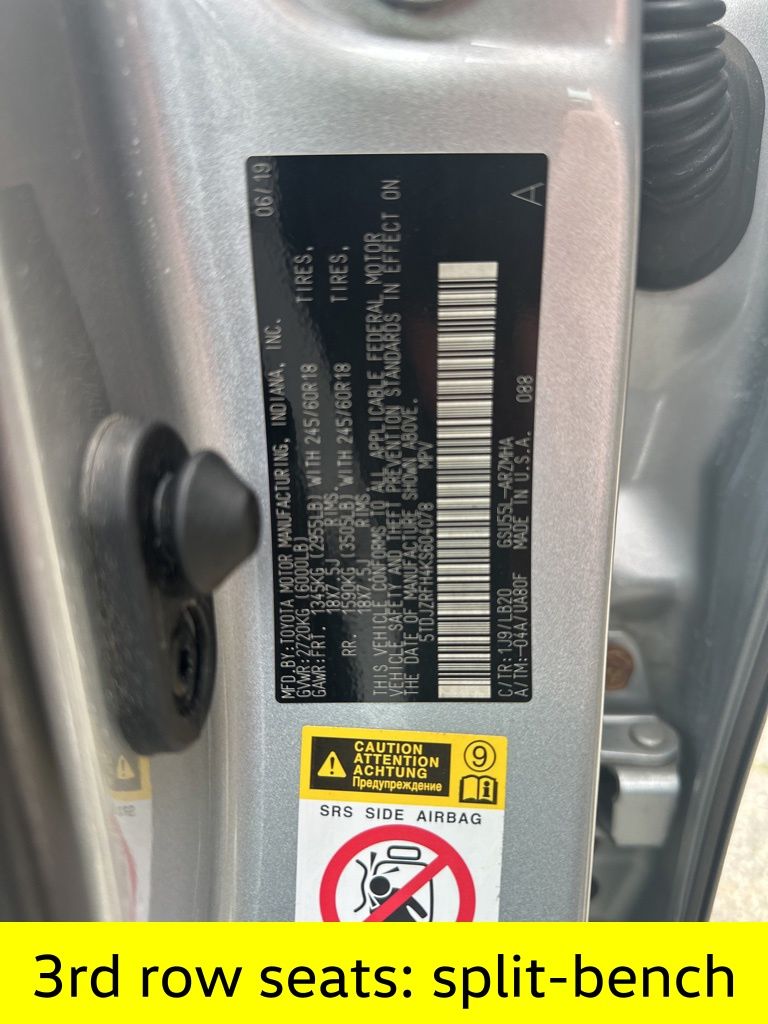 06/19
MFD.BY:TOYOTA MOTOR MANUFACTURING, INDIANA, INC.
GVWR:2720KG (6000LB)
GAWR:FRT. 1345KG (2955LB) WITH 245/60R18 TIRES,
18X7.5J RIMS
RR. 1590KG (3505LB) WITH 245/60R18 TIRES,
18X7.5J RIMS
THIS VEHICLE CONFORMS TO ALL APPLICABLE FEDERAL MOTOR
VEHICLE SAFETY AND THEFT PREVENTION STANDARDS IN EFFECT ON
THE DATE OF MANUFACTURE SHOWN ABOVE.
5TDJZRFH4KS604078 MPV
C/TR:1J9/LB20 GSU55L-ARZMHA
A/TM:-04A/UA80F MADE IN U.S.A. 088
A
CAUTION
ATTENTION
ACHTUNG
Предупреждение
9
SRS SIDE AIRBAG
3rd row seats: split-bench